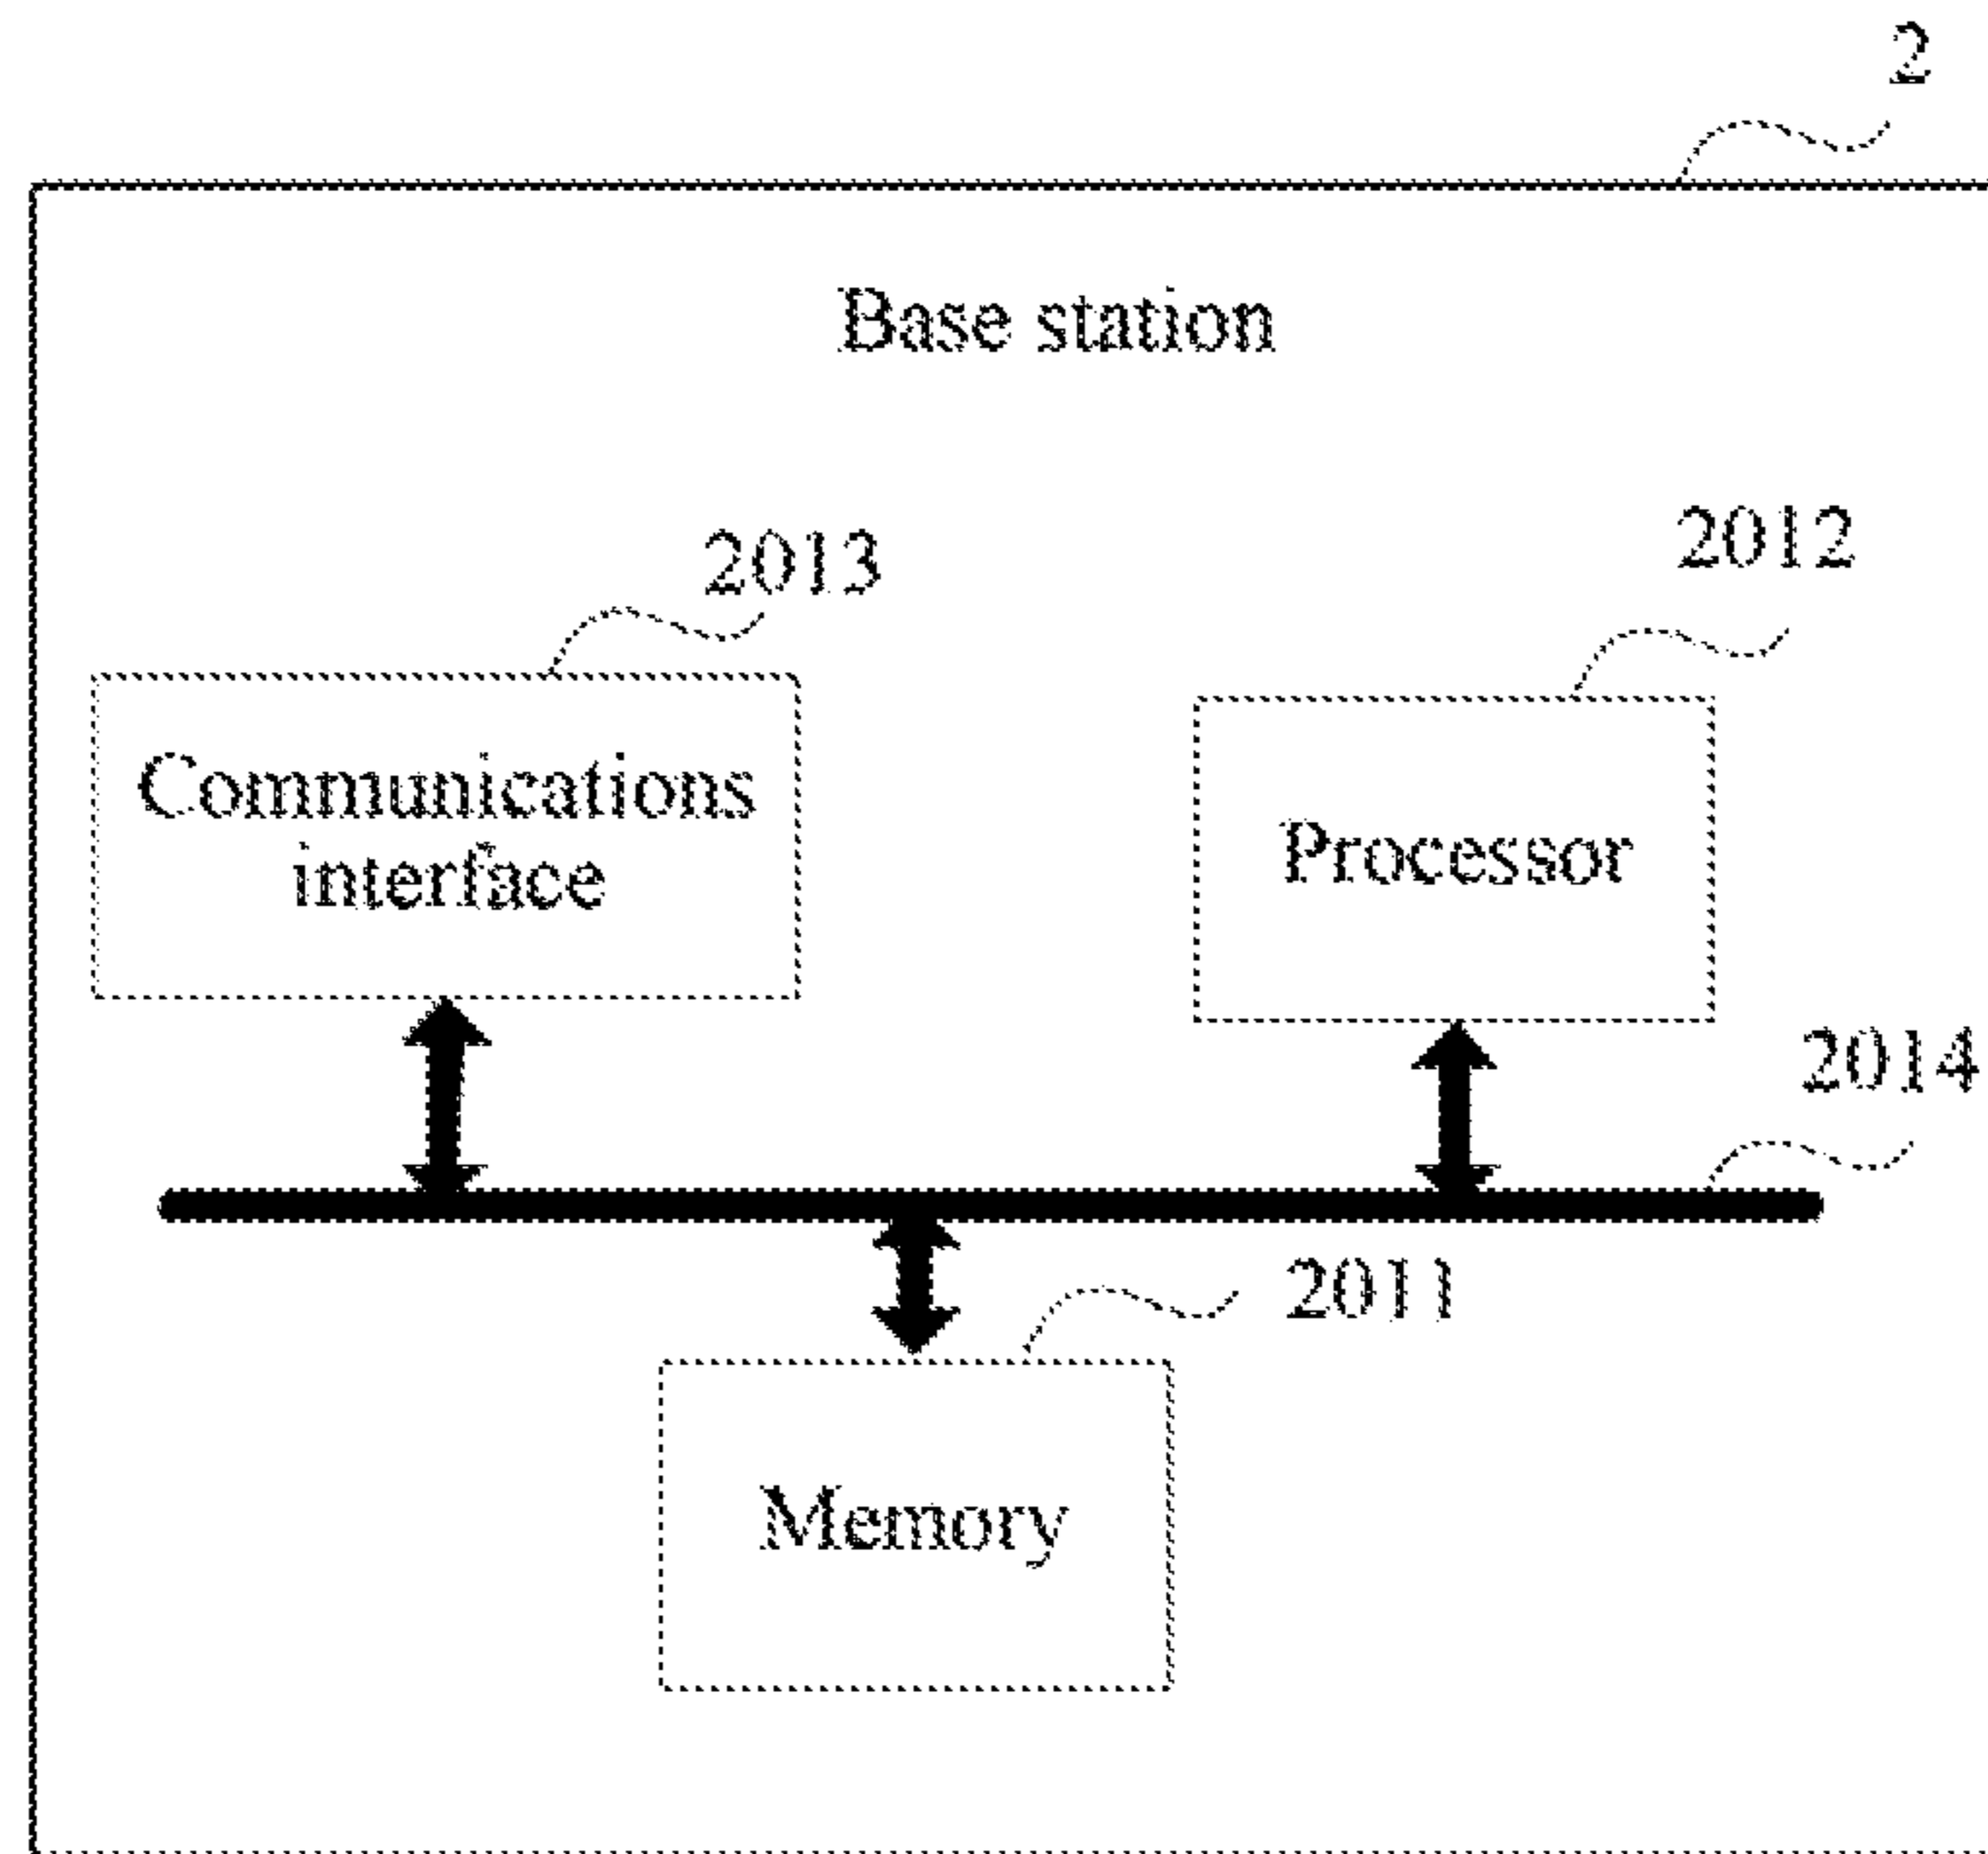 2
Base station
2013
2012
Communications
interface
Processor
2014
2011
Memory